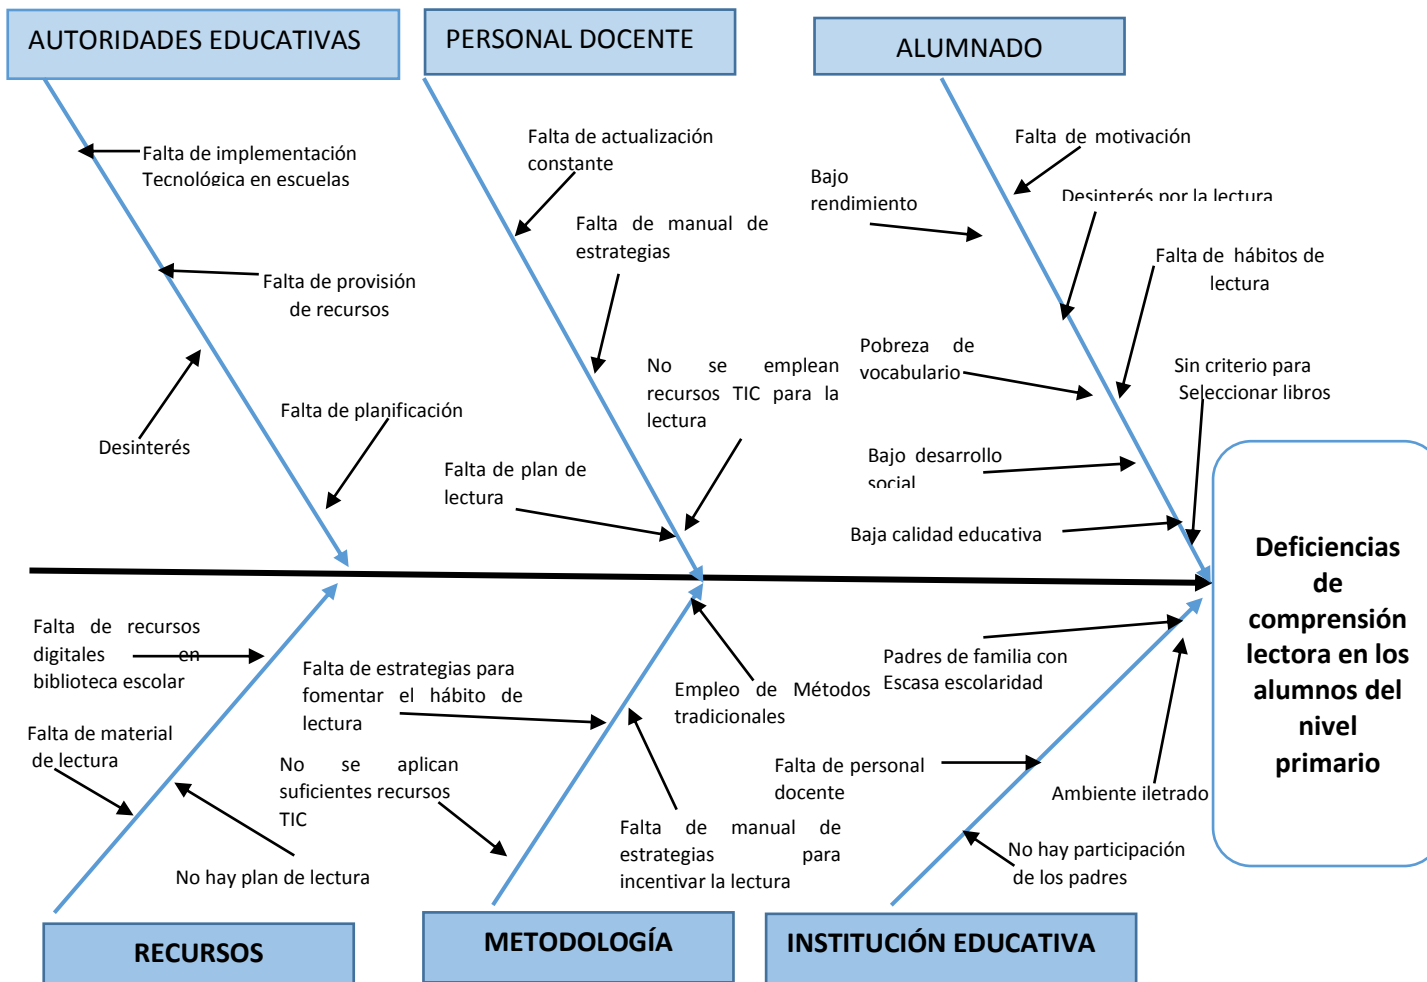 AUTORIDADES EDUCATIVAS
PERSONAL DOCENTE
ALUMNADO
Falta de implementación
Tecnológica en escuelas
Falta de provisión
de recursos
Desinterés
Falta de planificación
Falta de actualización
constante
Falta de manual de
estrategias
No se emplean
recursos TIC para la
lectura
Falta de plan de
lectura
Falta de motivación
Bajo
rendimiento
Desinterés por la lectura
Falta de hábitos de
lectura
Pobreza de
vocabulario
Sin criterio para
Seleccionar libros
Bajo desarrollo
social
Baja calidad educativa
Deficiencias
de
comprensión
lectora en los
alumnos del
nivel
primario
Falta de recursos
digitales en
biblioteca escolar
Falta de material
de lectura
No hay plan de lectura
Falta de estrategias para
fomentar el hábito de
lectura
No se aplican
suficientes recursos
TIC
Empleo de Métodos
tradicionales
Falta de manual de
estrategias para
incentivar la lectura
Padres de familia con
Escasa escolaridad
Falta de personal
docente
Ambiente iletrado
No hay participación
de los padres
RECURSOS
METODOLOGÍA
INSTITUCIÓN EDUCATIVA